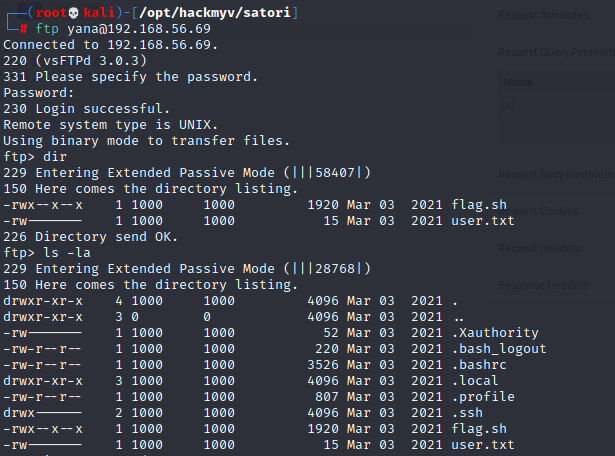 (root💀kali)-[/opt/hackmyv/satori]
# ftp yana@192.168.56.69
Connected to 192.168.56.69.
220 (vsFTPd 3.0.3)
331 Please specify the password.
Password:
230 Login successful.
Remote system type is UNIX.
Using binary mode to transfer files.
ftp> dir
229 Entering Extended Passive Mode (|||58407|)
150 Here comes the directory listing.
-rwx--x--x    1 1000     1000         1920 Mar 03  2021 flag.sh
-rw-------    1 1000     1000           15 Mar 03  2021 user.txt
226 Directory send OK.
ftp> ls -la
229 Entering Extended Passive Mode (|||28768|)
150 Here comes the directory listing.
drwxr-xr-x    4 1000     1000         4096 Mar 03  2021 .
drwxr-xr-x    3 0        0            4096 Mar 03  2021 ..
-rw-------    1 1000     1000           52 Mar 03  2021 .Xauthority
-rw-r--r--    1 1000     1000          220 Mar 03  2021 .bash_logout
-rw-r--r--    1 1000     1000         3526 Mar 03  2021 .bashrc
drwxr-xr-x    3 1000     1000         4096 Mar 03  2021 .local
-rw-r--r--    1 1000     1000          807 Mar 03  2021 .profile
drwx------    2 1000     1000         4096 Mar 03  2021 .ssh
-rwx--x--x    1 1000     1000         1920 Mar 03  2021 flag.sh
-rw-------    1 1000     1000           15 Mar 03  2021 user.txt
Request Attributes
Request Query Parame
Name
url
Request Body Paramete
Request Cookies
Request Headers
Response Headers